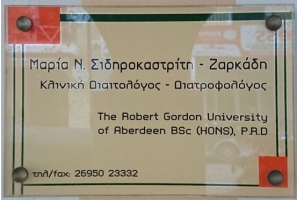 Μαρία Ν. Σιδηροκαστρίτη - Ζαρκάδη
Κλινική Διαιτολόγος - Διατροφολόγος
The Robert Gordon University
of Aberdeen BSc (HONS), P.R.D
τηλ/fax: 26950 23332